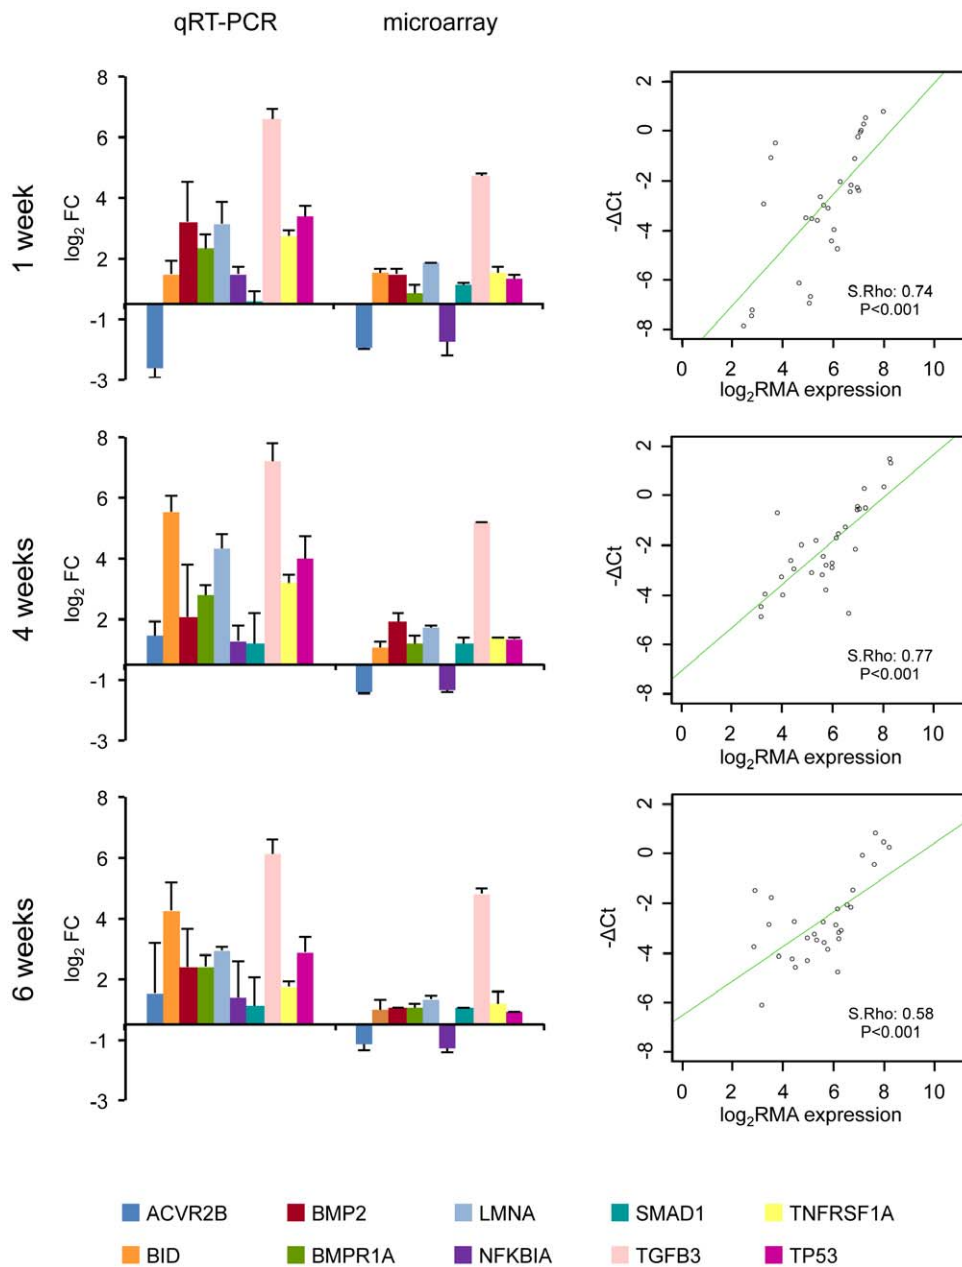 qRT-PCR microarray
1 week
log2 FC
8
6
4
2
-1
-3
-ΔCt
2
0
-2
-4
-6
-8
S.Rho: 0.74
P<0.001
0 2 4 6 8 10
log2RMA expression
4 weeks
log2 FC
8
6
4
2
-1
-3
-ΔCt
2
0
-2
-4
-6
-8
S.Rho: 0.77
P<0.001
0 2 4 6 8 10
log2RMA expression
6 weeks
log2 FC
8
6
4
2
-1
-3
-ΔCt
2
0
-2
-4
-6
-8
S.Rho: 0.58
P<0.001
0 2 4 6 8 10
log2RMA expression
ACVR2B BMP2 LMNA SMAD1 TNFRSF1A
BID BMPR1A NFKBIA TGFB3 TP53